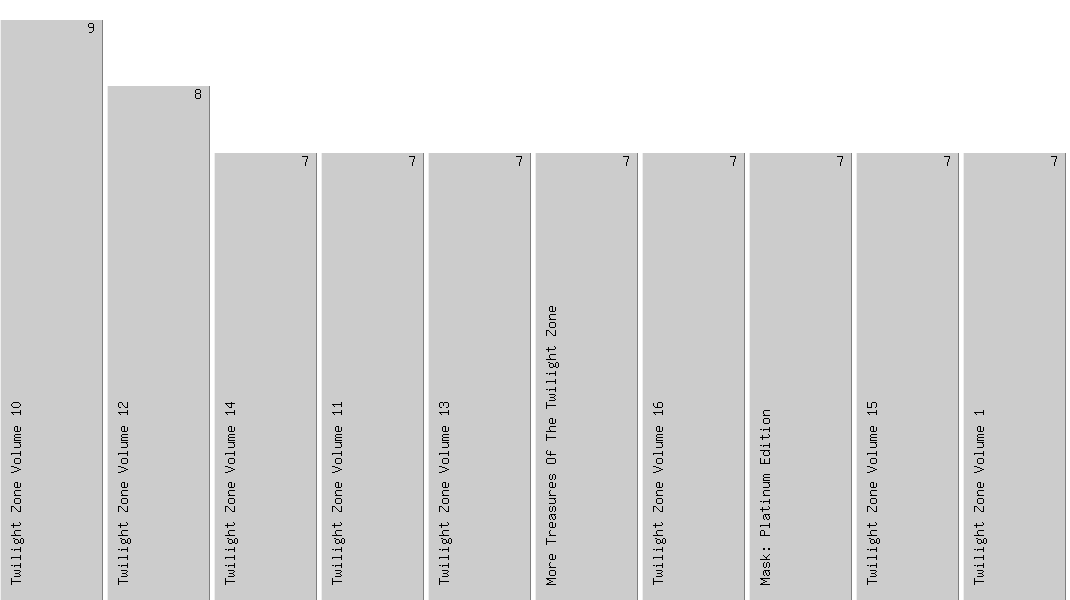 9
Twilight Zone Volume 10
8
Twilight Zone Volume 12
7
Twilight Zone Volume 14
7
Twilight Zone Volume 11
7
Twilight Zone Volume 13
7
More Treasures Of The Twilight Zone
7
Twilight Zone Volume 16
7
Mask: Platinum Edition
7
Twilight Zone Volume 15
7
Twilight Zone Volume 1